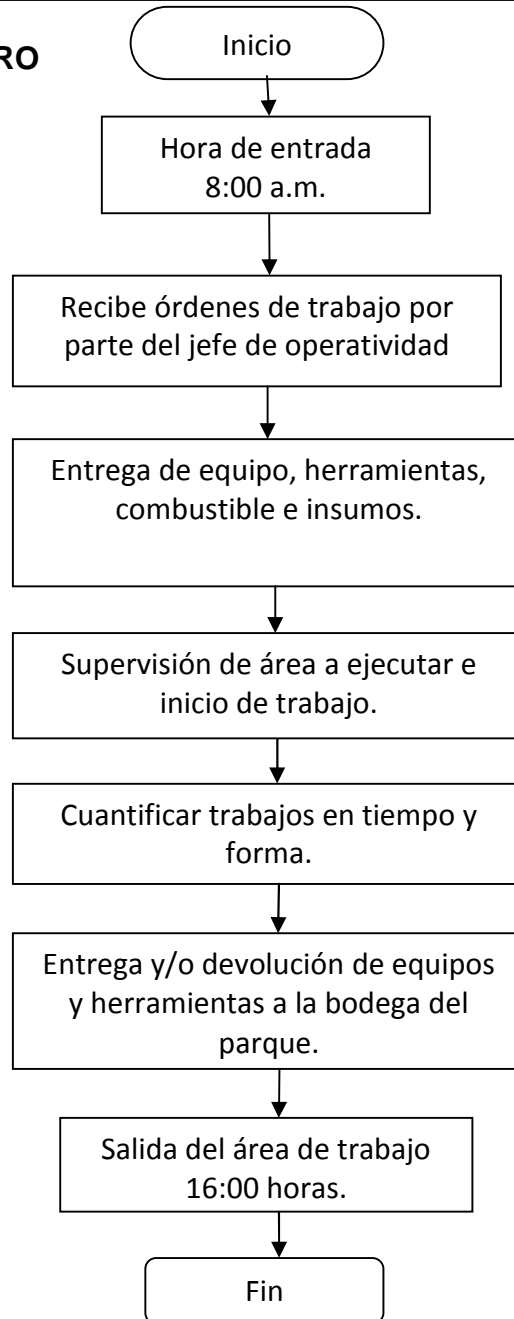 RO
Inicio
Hora de entrada
8:00 a.m.
Recibe órdenes de trabajo por
parte del jefe de operatividad
Entrega de equipo, herramientas,
combustible e insumos.
Supervisión de área a ejecutar e
inicio de trabajo.
Cuantificar trabajos en tiempo y
forma.
Entrega y/o devolución de equipos
y herramientas a la bodega del
parque.
Salida del área de trabajo
16:00 horas.
Fin